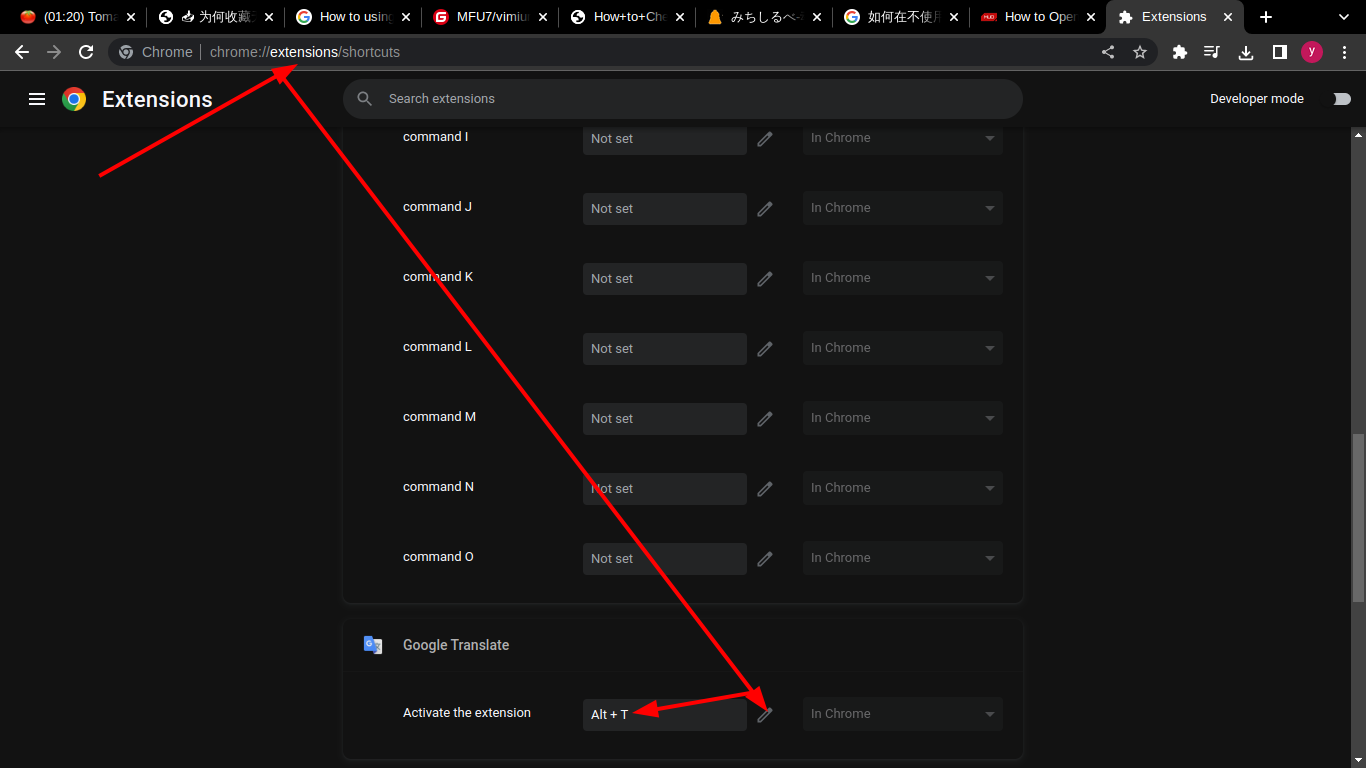 (01:20) Toma
为何收藏
How to using
MFU7/vimiu
How+to+Che
みちしるべ
如何在不使用
How to Oper
Extensions
Chrome chrome://extensions/shortcuts
y
Extensions
Search extensions
Developer mode
command I Not set In Chrome
command J Not set In Chrome
command K Not set In Chrome
command L Not set In Chrome
command M Not set In Chrome
command N Not set In Chrome
command O Not set In Chrome
Google Translate
Activate the extension Alt + T In Chrome